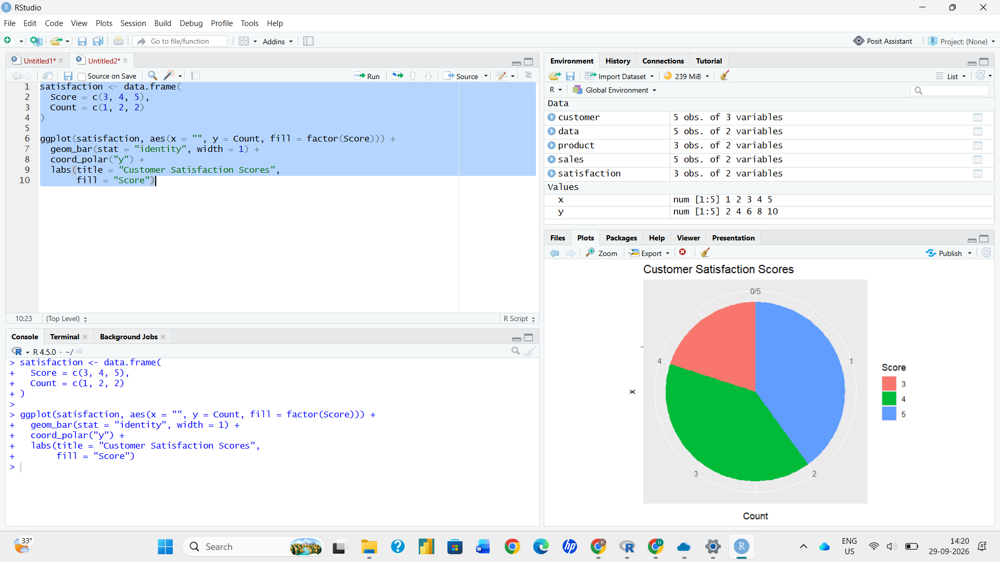 RStudio
File Edit Code View Plots Session Build Debug Profile Tools Help
Go to file/function Addins Posit Assistant Project: (None)
Untitled1* Untitled2*
Source on Save Run Source
1 satisfaction <- data.frame(
2 Score = c(3, 4, 5),
3 Count = c(1, 2, 2)
4 )
5
6 ggplot(satisfaction, aes(x = "", y = Count, fill = factor(Score))) +
7 geom_bar(stat = "identity", width = 1) +
8 coord_polar("y") +
9 labs(title = "Customer Satisfaction Scores",
10 fill = "Score")
10:23 (Top Level) R Script
Console Terminal Background Jobs
R 4.5.0 · ~/
> satisfaction <- data.frame(
+ Score = c(3, 4, 5),
+ Count = c(1, 2, 2)
+ )
>
> ggplot(satisfaction, aes(x = "", y = Count, fill = factor(Score))) +
+ geom_bar(stat = "identity", width = 1) +
+ coord_polar("y") +
+ labs(title = "Customer Satisfaction Scores",
+ fill = "Score")
>
Environment History Connections Tutorial
Import Dataset 239 MiB List
R Global Environment
Data
customer 5 obs. of 3 variables
data 5 obs. of 2 variables
product 3 obs. of 2 variables
sales 5 obs. of 2 variables
satisfaction 3 obs. of 2 variables
Values
x num [1:5] 1 2 3 4 5
y num [1:5] 2 4 6 8 10
Files Plots Packages Help Viewer Presentation
Zoom Export Publish
Customer Satisfaction Scores
0/5
4 1
3 2
x
Count
Score
3
4
5
33°
Search
ENG
US
14:20
29-09-2026